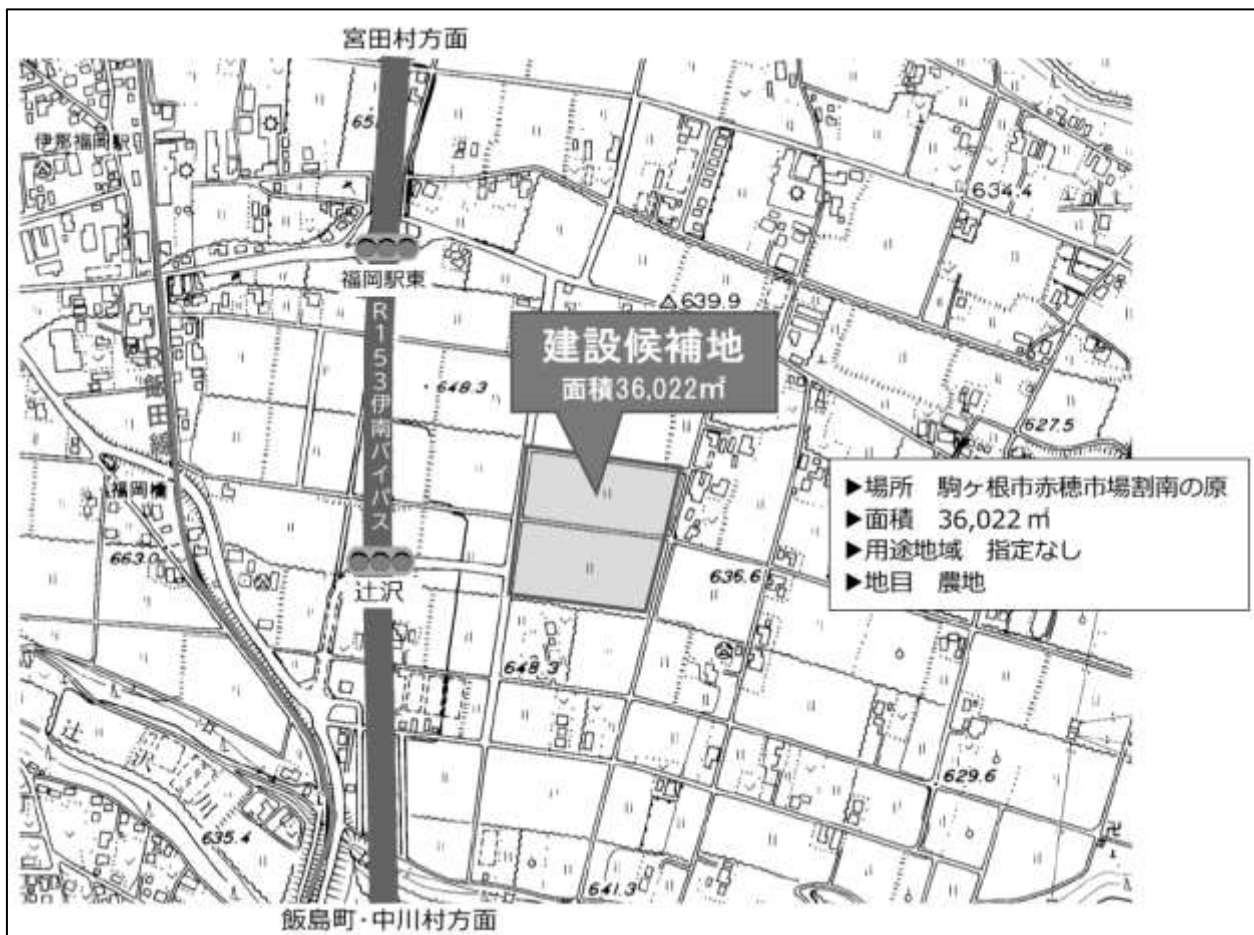 宮田村方面
伊那福岡駅
634.4
福岡駅東
639.9
R153伊南バイパス
建設候補地
面積36,022㎡
648.3
627.5
福岡橋
▶場所 駒ヶ根市赤穂市場割南の原
▶面積 36,022㎡
▶用途地域 指定なし
▶地目 農地
636.6
辻沢
648.3
辻
沢
川
629.6
635.4
641.3
飯島町・中川村方面